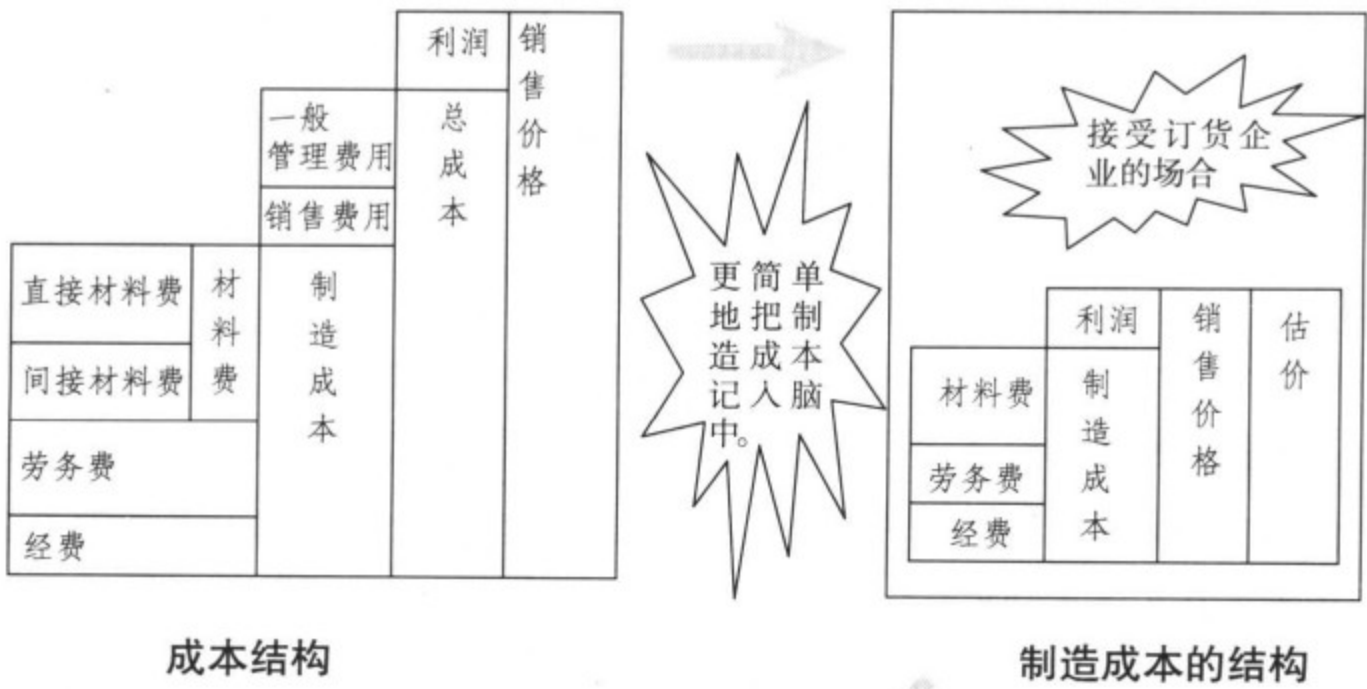 利润
销售价格
一般
管理费用
总成本
销售费用
直接材料费
材料费
制造成本
间接材料费
劳务费
经费
成本结构
更简单
地把制
造成本
记入脑
中。
接受订货企
业的场合
利润
销售价格
估价
材料费
制造成本
劳务费
经费
制造成本的结构